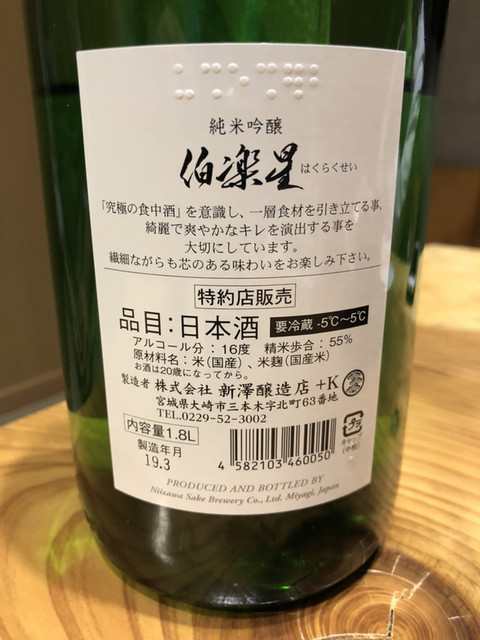 純米吟醸
伯楽星 はくらくせい
「究極の食中酒」を意識し、一層食材を引き立てる事、
綺麗で爽やかなキレを演出する事を
大切にしています。
繊細ながらも芯のある味わいをお楽しみ下さい。
特約店販売
品目:日本酒 要冷蔵 -5℃~5℃
アルコール分:16度 精米歩合:55%
原材料名:米(国産)、米麹(国産米)
お酒は20歳になってから。
製造者 株式会社 新澤醸造店 +K
宮城県大崎市三本木字北町63番地
TEL.0229-52-3002
内容量1.8L
製造年月
19.3
4 582103 460050
キャップ
(中栓)
PRODUCED AND BOTTLED BY
Niizawa Sake Brewery Co., Ltd. Miyagi, Japan